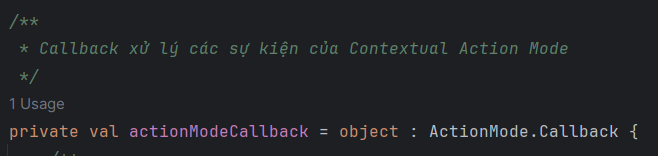 /**
 * Callback xử lý các sự kiện của Contextual Action Mode
 */
1 Usage
private val actionModeCallback = object : ActionMode.Callback {
/**